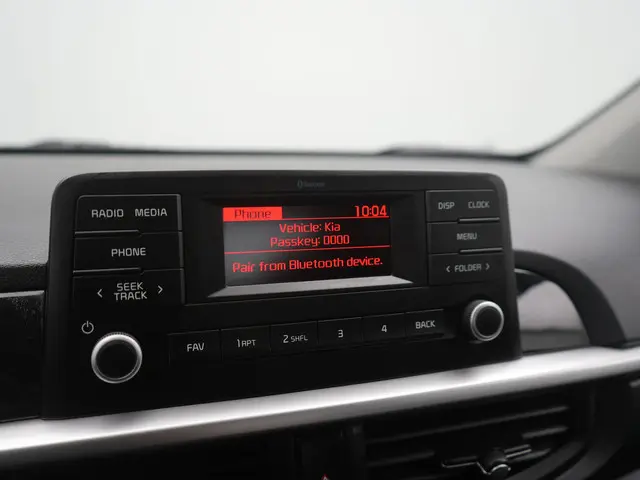 Bluetooth
RADIO MEDIA
PHONE
< SEEK TRACK >
Phone 10:04
Vehicle: Kia
Passkey: 0000
Pair from Bluetooth device.
DISP CLOCK
MENU
< FOLDER >
FAV 1 RPT 2 SHFL 3 4 BACK